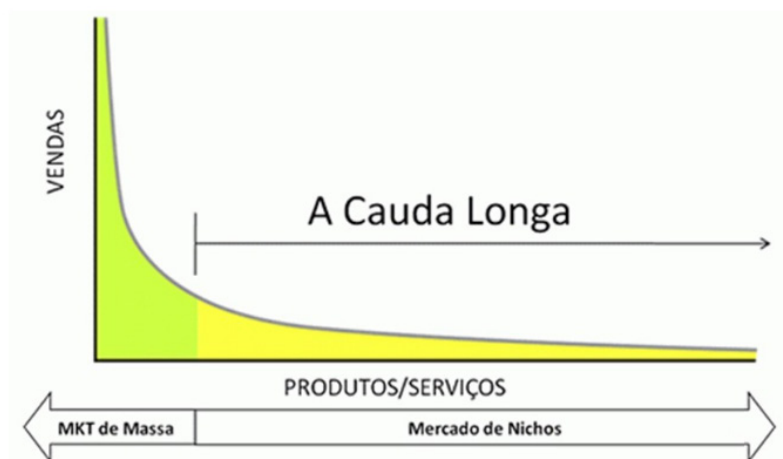 VENDAS
A Cauda Longa
PRODUTOS/SERVIÇOS
MKT de Massa
Mercado de Nichos